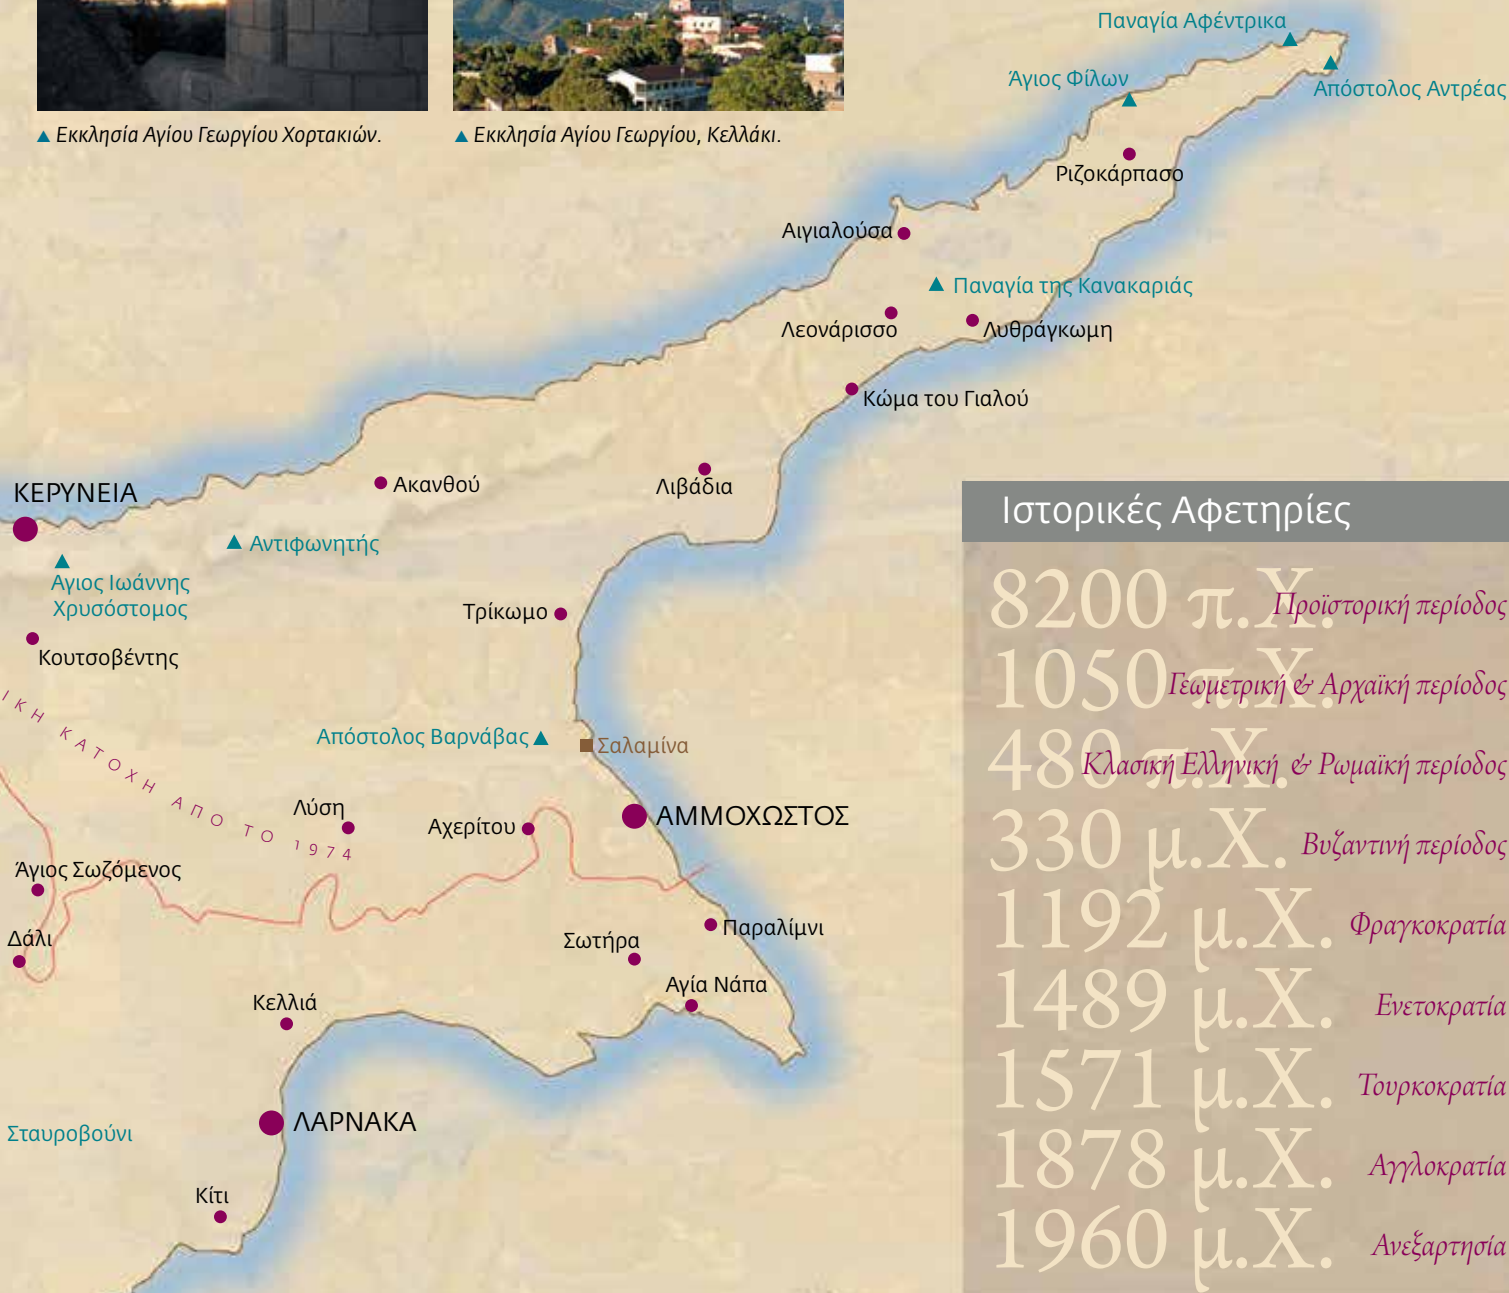 ▲ Εκκλησία Αγίου Γεωργίου Χορτακιών.
▲ Εκκλησία Αγίου Γεωργίου, Κελλάκι.
Παναγία Αφέντρικα
Άγιος Φίλων
Απόστολος Αντρέας
Ριζοκάρπασο
Αιγιαλούσα
Παναγία της Κανακαριάς
Λεονάρισσο
Λυθράγκωμη
Κώμα του Γιαλού
Λιβάδια
Ακανθού
ΚΕΡΥΝΕΙΑ
Αντιφωνητής
Αγιος Ιωάννης
Χρυσόστομος
Τρίκωμο
Κουτσοβέντης
ΙΚΗ ΚΑΤΟΧΗ ΑΠΟ ΤΟ 1974
Απόστολος Βαρνάβας
Σαλαμίνα
Λύση
Αχερίτου
ΑΜΜΟΧΩΣΤΟΣ
Άγιος Σωζόμενος
Δάλι
Παραλίμνι
Σωτήρα
Αγία Νάπα
Κελλιά
ΛΑΡΝΑΚΑ
Σταυροβούνι
Κίτι
Ιστορικές Αφετηρίες
8200 π.Χ. Προϊστορική περίοδος
1050 π.Χ. Γεωμετρική & Αρχαϊκή περίοδος
480 π.Χ. Κλασική Ελληνική & Ρωμαϊκή περίοδος
330 μ.Χ. Βυζαντινή περίοδος
1192 μ.Χ. Φραγκοκρατία
1489 μ.Χ. Ενετοκρατία
1571 μ.Χ. Τουρκοκρατία
1878 μ.Χ. Αγγλοκρατία
1960 μ.Χ. Ανεξαρτησία